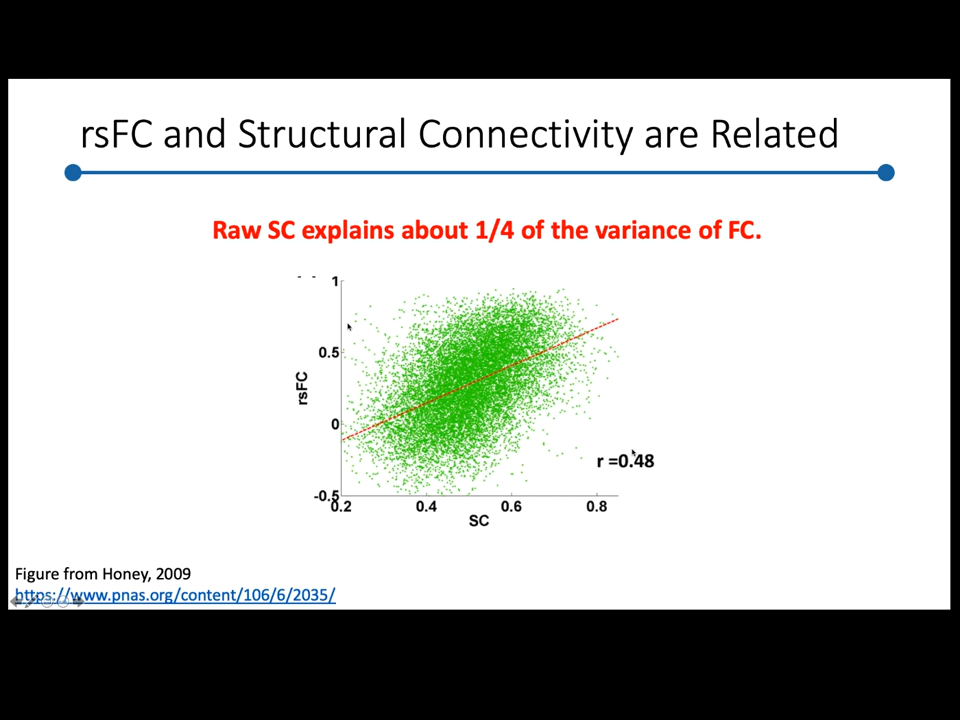 rsFC and Structural Connectivity are Related
Raw SC explains about 1/4 of the variance of FC.
1
0.5
0
-0.5
rsFC
0.2
0.4
0.6
0.8
SC
r =0.48
Figure from Honey, 2009
https://www.pnas.org/content/106/6/2035/